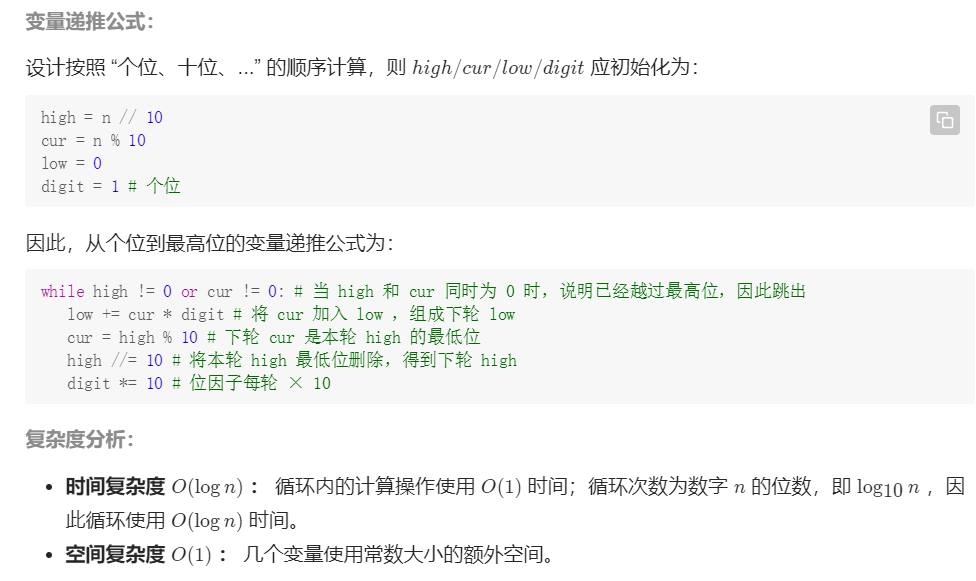 变量递推公式：
设计按照 “个位、十位、...” 的顺序计算，则 high/cur/low/digit 应初始化为：
high = n // 10
cur = n % 10
low = 0
digit = 1 # 个位
因此，从个位到最高位的变量递推公式为：
while high != 0 or cur != 0: # 当 high 和 cur 同时为 0 时，说明已经越过最高位，因此跳出
   low += cur * digit # 将 cur 加入 low ，组成下轮 low
   cur = high % 10 # 下轮 cur 是本轮 high 的最低位
   high //= 10 # 将本轮 high 最低位删除，得到下轮 high
   digit *= 10 # 位因子每轮 × 10
复杂度分析：
• 时间复杂度 O(log n) ： 循环内的计算操作使用 O(1) 时间；循环次数为数字 n 的位数，即 log10 n ，因
此循环使用 O(log n) 时间。
• 空间复杂度 O(1) ： 几个变量使用常数大小的额外空间。